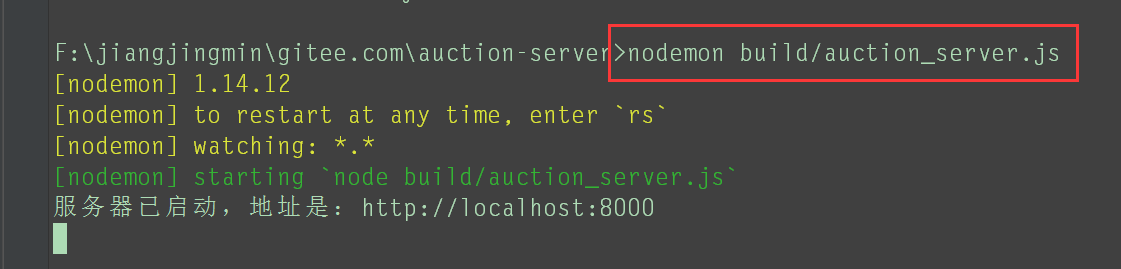 F:\jiangjingmin\gitee.com\auction-server>nodemon build/auction_server.js
[nodemon] 1.14.12
[nodemon] to restart at any time, enter `rs`
[nodemon] watching: *.*
[nodemon] starting `node build/auction_server.js`
服务器已启动，地址是：http://localhost:8000